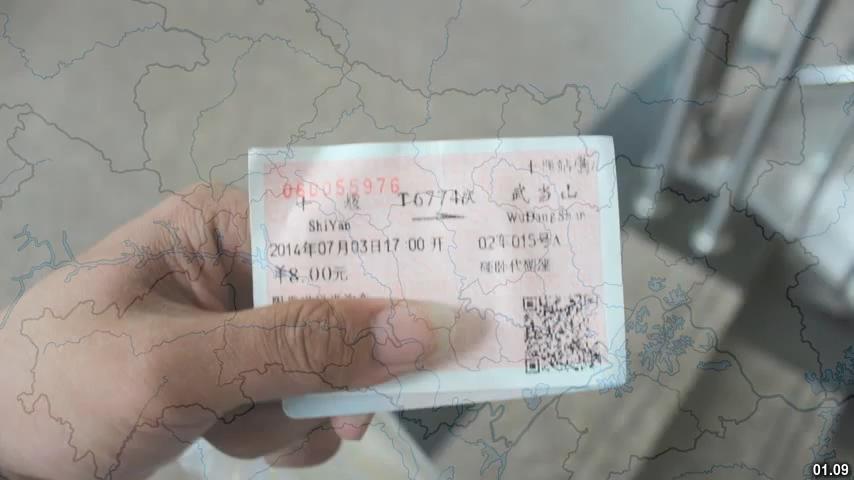 060055976
十堰站售
十堰 T6774次 武当山
ShiYan WuDangShan
2014年07月03日17:00开 02车015号A
￥8.00元 硬卧代硬座
01.09